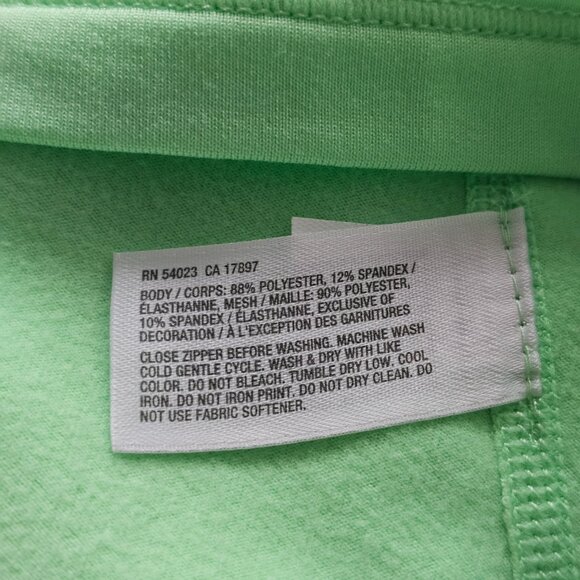 RN 54023 CA 17897
BODY / CORPS: 88% POLYESTER, 12% SPANDEX /
ÉLASTHANNE, MESH / MAILLE: 90% POLYESTER,
10% SPANDEX / ÉLASTHANNE, EXCLUSIVE OF
DECORATION / À L'EXCEPTION DES GARNITURES
CLOSE ZIPPER BEFORE WASHING. MACHINE WASH
COLD GENTLE CYCLE. WASH & DRY WITH LIKE
COLOR. DO NOT BLEACH. TUMBLE DRY LOW. COOL
IRON. DO NOT IRON PRINT. DO NOT DRY CLEAN. DO
NOT USE FABRIC SOFTENER.